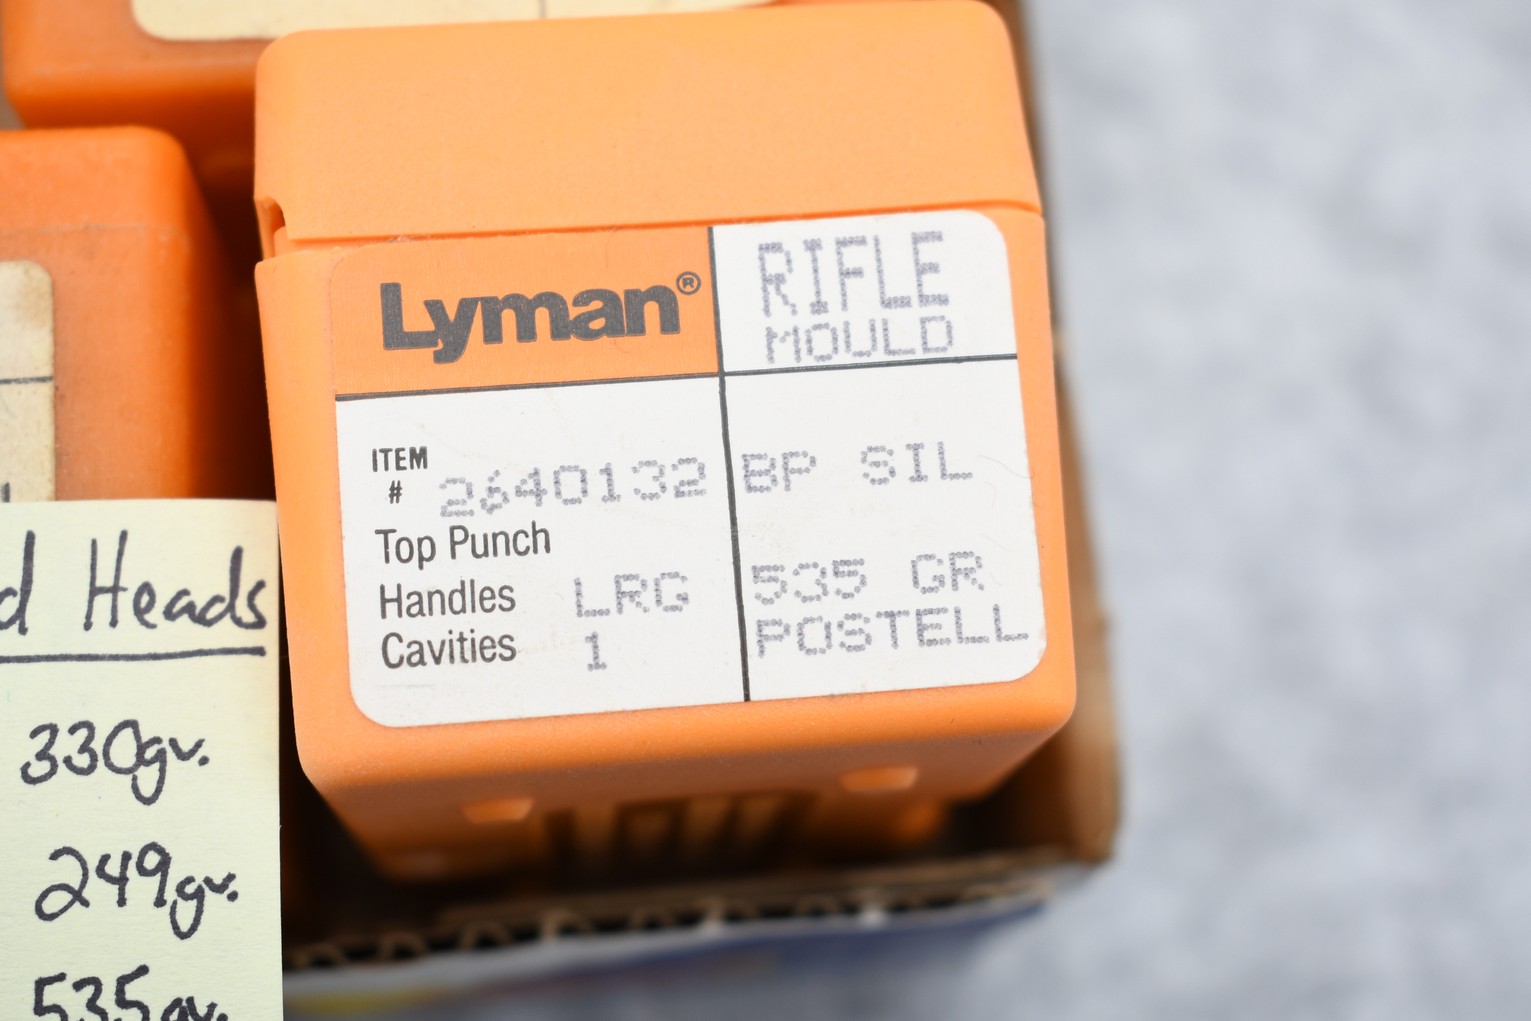 Lyman®
RIFLE
MOULD
ITEM
# 2640132
BP SIL
Top Punch
Handles LRG
Cavities 1
535 GR
POSTELL
d Heads
330gr.
249gr.
535gr.